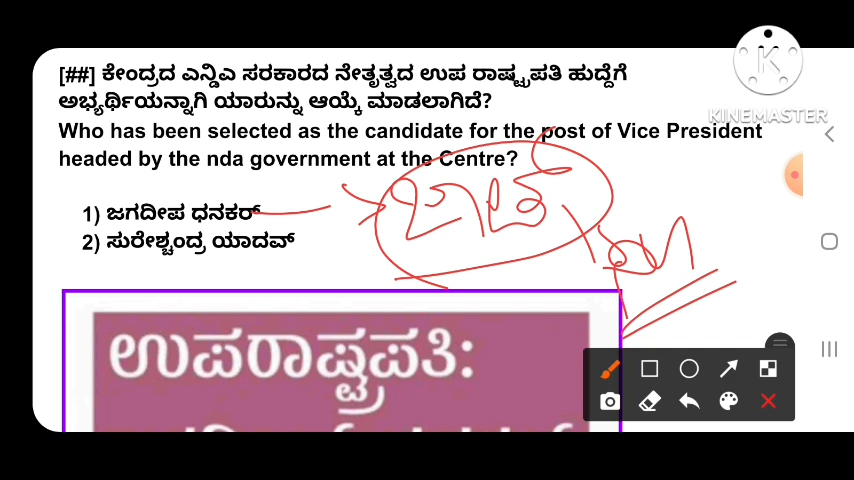 [##] ಕೇಂದ್ರದ ಎನ್ಡಿಎ ಸರಕಾರದ ನೇತೃತ್ವದ ಉಪ ರಾಷ್ಟ್ರಪತಿ ಹುದ್ದೆಗೆ
ಅಭ್ಯರ್ಥಿಯನ್ನಾಗಿ ಯಾರುನ್ನು ಆಯ್ಕೆ ಮಾಡಲಾಗಿದೆ?
Who has been selected as the candidate for the post of Vice President
headed by the nda government at the Centre?
1) ಜಗದೀಪ ಧನಕರ್
2) ಸುರೇಶ್ಚಂದ್ರ ಯಾದವ್
ಉಪರಾಷ್ಟ್ರಪತಿ:
K
KINEMASTER